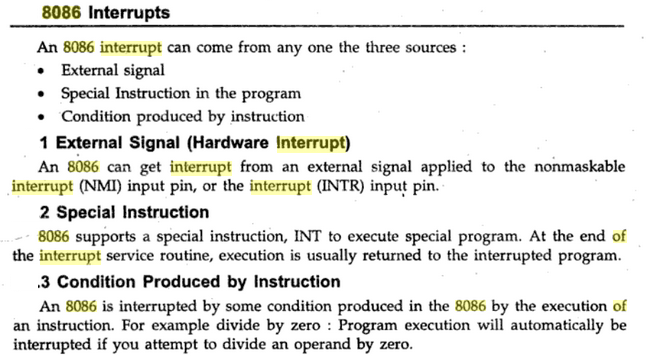 8086 Interrupts
An 8086 interrupt can come from any one the three sources :
• External signal
• Special Instruction in the program
• Condition produced by instruction
1 External Signal (Hardware Interrupt)
An 8086 can get interrupt from an external signal applied to the nonmaskable
interrupt (NMI) input pin, or the interrupt (INTR) input pin.
2 Special Instruction
8086 supports a special instruction, INT to execute special program. At the end of
the interrupt service routine, execution is usually returned to the interrupted program.
.3 Condition Produced by Instruction
An 8086 is interrupted by some condition produced in the 8086 by the execution of
an instruction. For example divide by zero : Program execution will automatically be
interrupted if you attempt to divide an operand by zero.